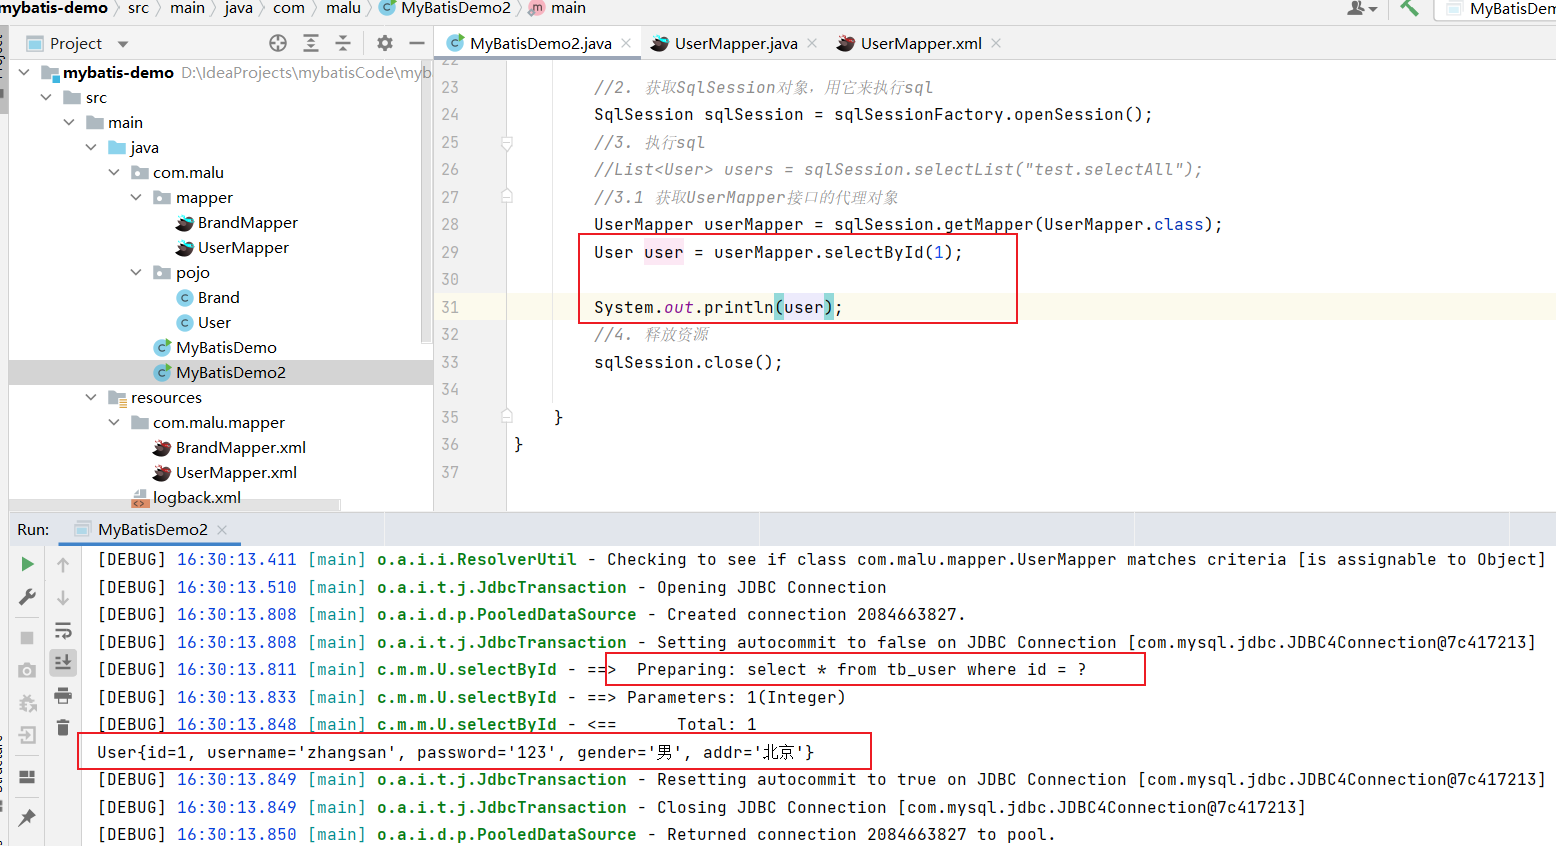 mybatis-demo > src > main > java > com > malu > MyBatisDemo2 > main
MyBatisDem
Project
MyBatisDemo2.java ×
UserMapper.java ×
UserMapper.xml ×
mybatis-demo D:\IdeaProjects\mybatisCode\myb
src
main
java
com.malu
mapper
BrandMapper
UserMapper
pojo
Brand
User
MyBatisDemo
MyBatisDemo2
resources
com.malu.mapper
BrandMapper.xml
UserMapper.xml
logback.xml
22
23 //2. 获取SqlSession对象，用它来执行sql
24 SqlSession sqlSession = sqlSessionFactory.openSession();
25 //3. 执行sql
26 //List<User> users = sqlSession.selectList("test.selectAll");
27 //3.1 获取UserMapper接口的代理对象
28 UserMapper userMapper = sqlSession.getMapper(UserMapper.class);
29 User user = userMapper.selectById(1);
30
31 System.out.println(user);
32 //4. 释放资源
33 sqlSession.close();
34
35 }
36 }
37
Run: MyBatisDemo2 ×
[DEBUG] 16:30:13.411 [main] o.a.i.i.ResolverUtil - Checking to see if class com.malu.mapper.UserMapper matches criteria [is assignable to Object]
[DEBUG] 16:30:13.510 [main] o.a.i.t.j.JdbcTransaction - Opening JDBC Connection
[DEBUG] 16:30:13.808 [main] o.a.i.d.p.PooledDataSource - Created connection 2084663827.
[DEBUG] 16:30:13.808 [main] o.a.i.t.j.JdbcTransaction - Setting autocommit to false on JDBC Connection [com.mysql.jdbc.JDBC4Connection@7c417213]
[DEBUG] 16:30:13.811 [main] c.m.m.U.selectById - ==>  Preparing: select * from tb_user where id = ?
[DEBUG] 16:30:13.833 [main] c.m.m.U.selectById - ==> Parameters: 1(Integer)
[DEBUG] 16:30:13.848 [main] c.m.m.U.selectById - <==      Total: 1
User{id=1, username='zhangsan', password='123', gender='男', addr='北京'}
[DEBUG] 16:30:13.849 [main] o.a.i.t.j.JdbcTransaction - Resetting autocommit to true on JDBC Connection [com.mysql.jdbc.JDBC4Connection@7c417213]
[DEBUG] 16:30:13.849 [main] o.a.i.t.j.JdbcTransaction - Closing JDBC Connection [com.mysql.jdbc.JDBC4Connection@7c417213]
[DEBUG] 16:30:13.850 [main] o.a.i.d.p.PooledDataSource - Returned connection 2084663827 to pool.